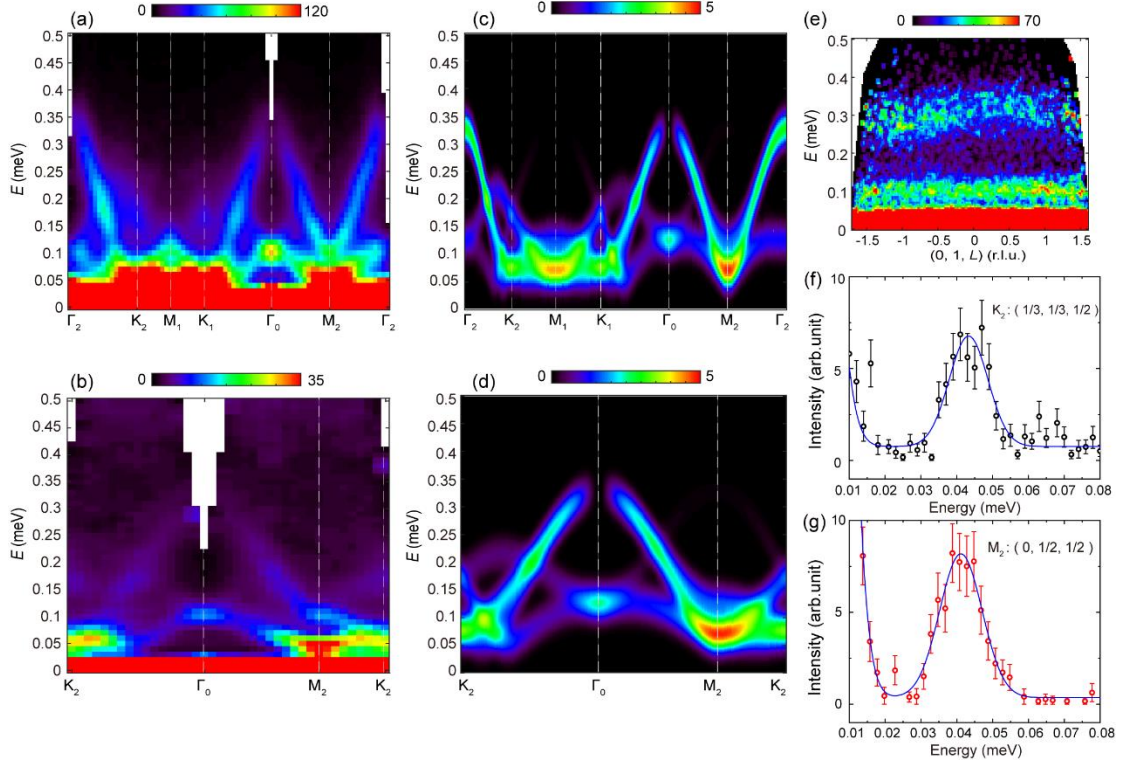 (a)
0 120
E (meV)
0.5
0.45
0.4
0.35
0.3
0.25
0.2
0.15
0.1
0.05
0
Γ2 K2 M1 K1 Γ0 M2 Γ2
(c)
0 5
E (meV)
0.5
0.45
0.4
0.35
0.3
0.25
0.2
0.15
0.1
0.05
0
Γ2 K2 M1 K1 Γ0 M2 Γ2
(e)
0 70
E (meV)
0.5
0.4
0.3
0.2
0.1
0
-1.5 -1 -0.5 0 0.5 1 1.5
(0, 1, L) (r.l.u.)
(b)
0 35
E (meV)
0.5
0.45
0.4
0.35
0.3
0.25
0.2
0.15
0.1
0.05
0
K2 Γ0 M2 K2
(d)
0 5
E (meV)
0.5
0.45
0.4
0.35
0.3
0.25
0.2
0.15
0.1
0.05
0
K2 Γ0 M2 K2
(f)
K2 : ( 1/3, 1/3, 1/2 )
Intensity (arb.unit)
10
5
0
0.01 0.02 0.03 0.04 0.05 0.06 0.07 0.08
Energy (meV)
(g)
M2 : ( 0, 1/2, 1/2 )
Intensity (arb.unit)
10
5
0
0.01 0.02 0.03 0.04 0.05 0.06 0.07 0.08
Energy (meV)